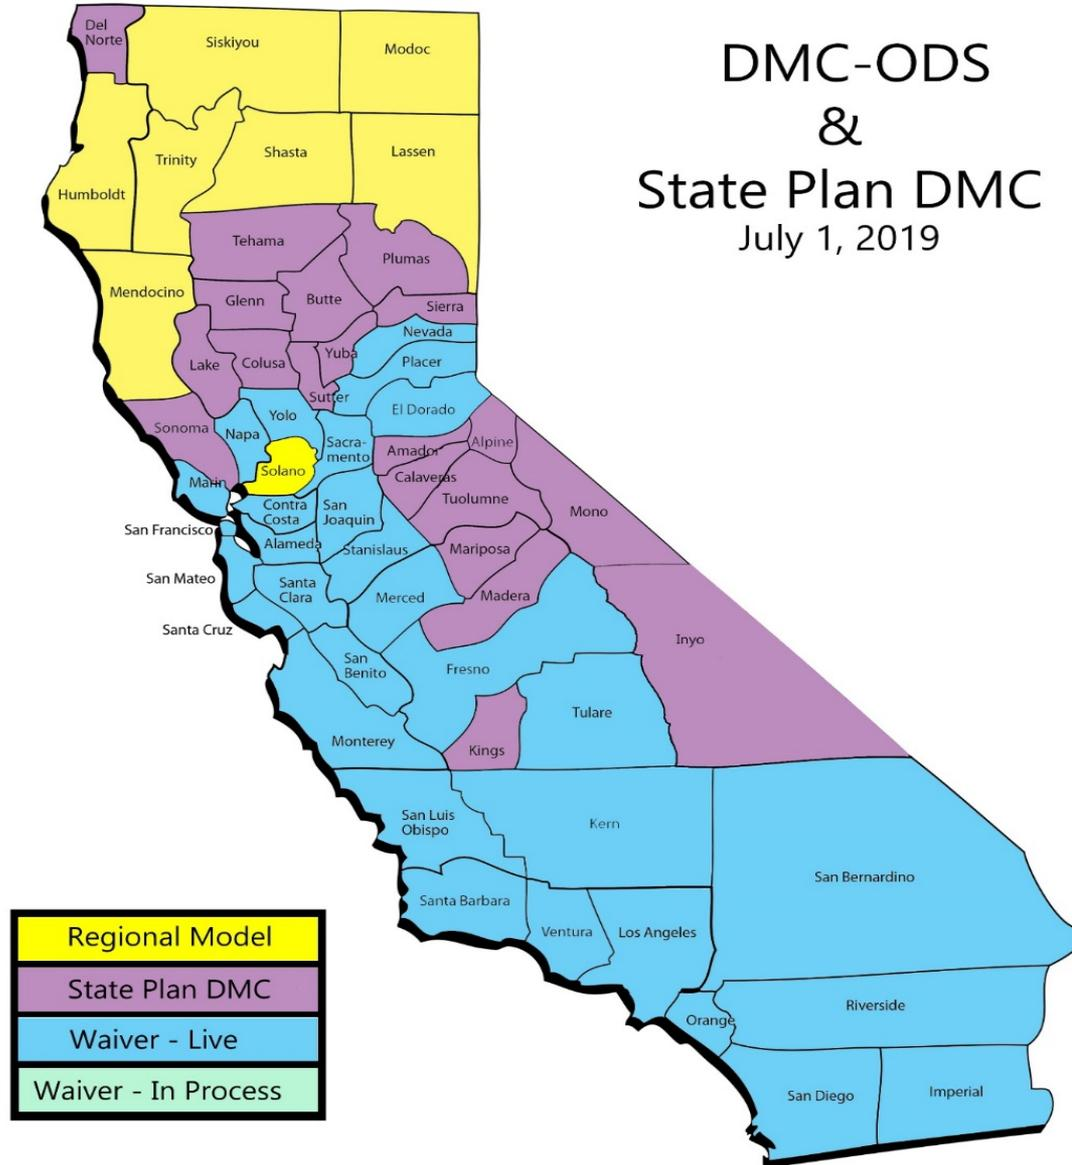 DMC-ODS
&
State Plan DMC
July 1, 2019
Del
Norte
Siskiyou
Modoc
Humboldt
Trinity
Shasta
Lassen
Tehama
Plumas
Mendocino
Glenn
Butte
Sierra
Nevada
Lake
Colusa
Yuba
Placer
Sutter
El Dorado
Sonoma
Napa
Yolo
Sacra-
mento
Amador
Alpine
Solano
Marin
Calaveras
Tuolumne
Contra
Costa
San
Joaquin
Mono
San Francisco
Alameda
Stanislaus
Mariposa
San Mateo
Santa
Clara
Merced
Madera
Santa Cruz
Inyo
San
Benito
Fresno
Tulare
Monterey
Kings
San Luis
Obispo
Kern
San Bernardino
Santa Barbara
Ventura
Los Angeles
Orange
Riverside
San Diego
Imperial
Regional Model
State Plan DMC
Waiver - Live
Waiver - In Process